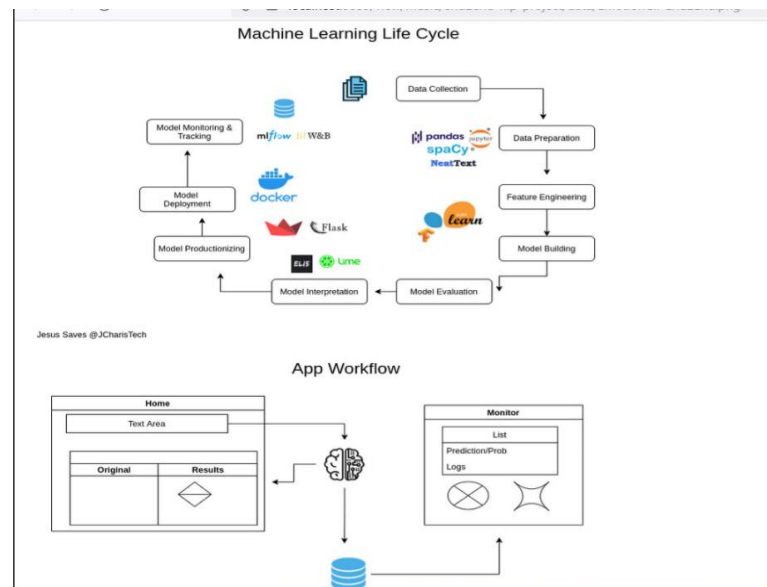 Machine Learning Life Cycle
Data Collection
Model Monitoring &
Tracking
mlflow
W&B
pandas
jupyter
spaCy
NeatText
Data Preparation
docker
Model
Deployment
Feature Engineering
learn
Flask
Model Productionizing
Model Building
ELI5
Lime
Model Interpretation
Model Evaluation
Jesus Saves @JCharisTech
App Workflow
Home
Text Area
Original
Results
Monitor
List
Prediction/Prob
Logs